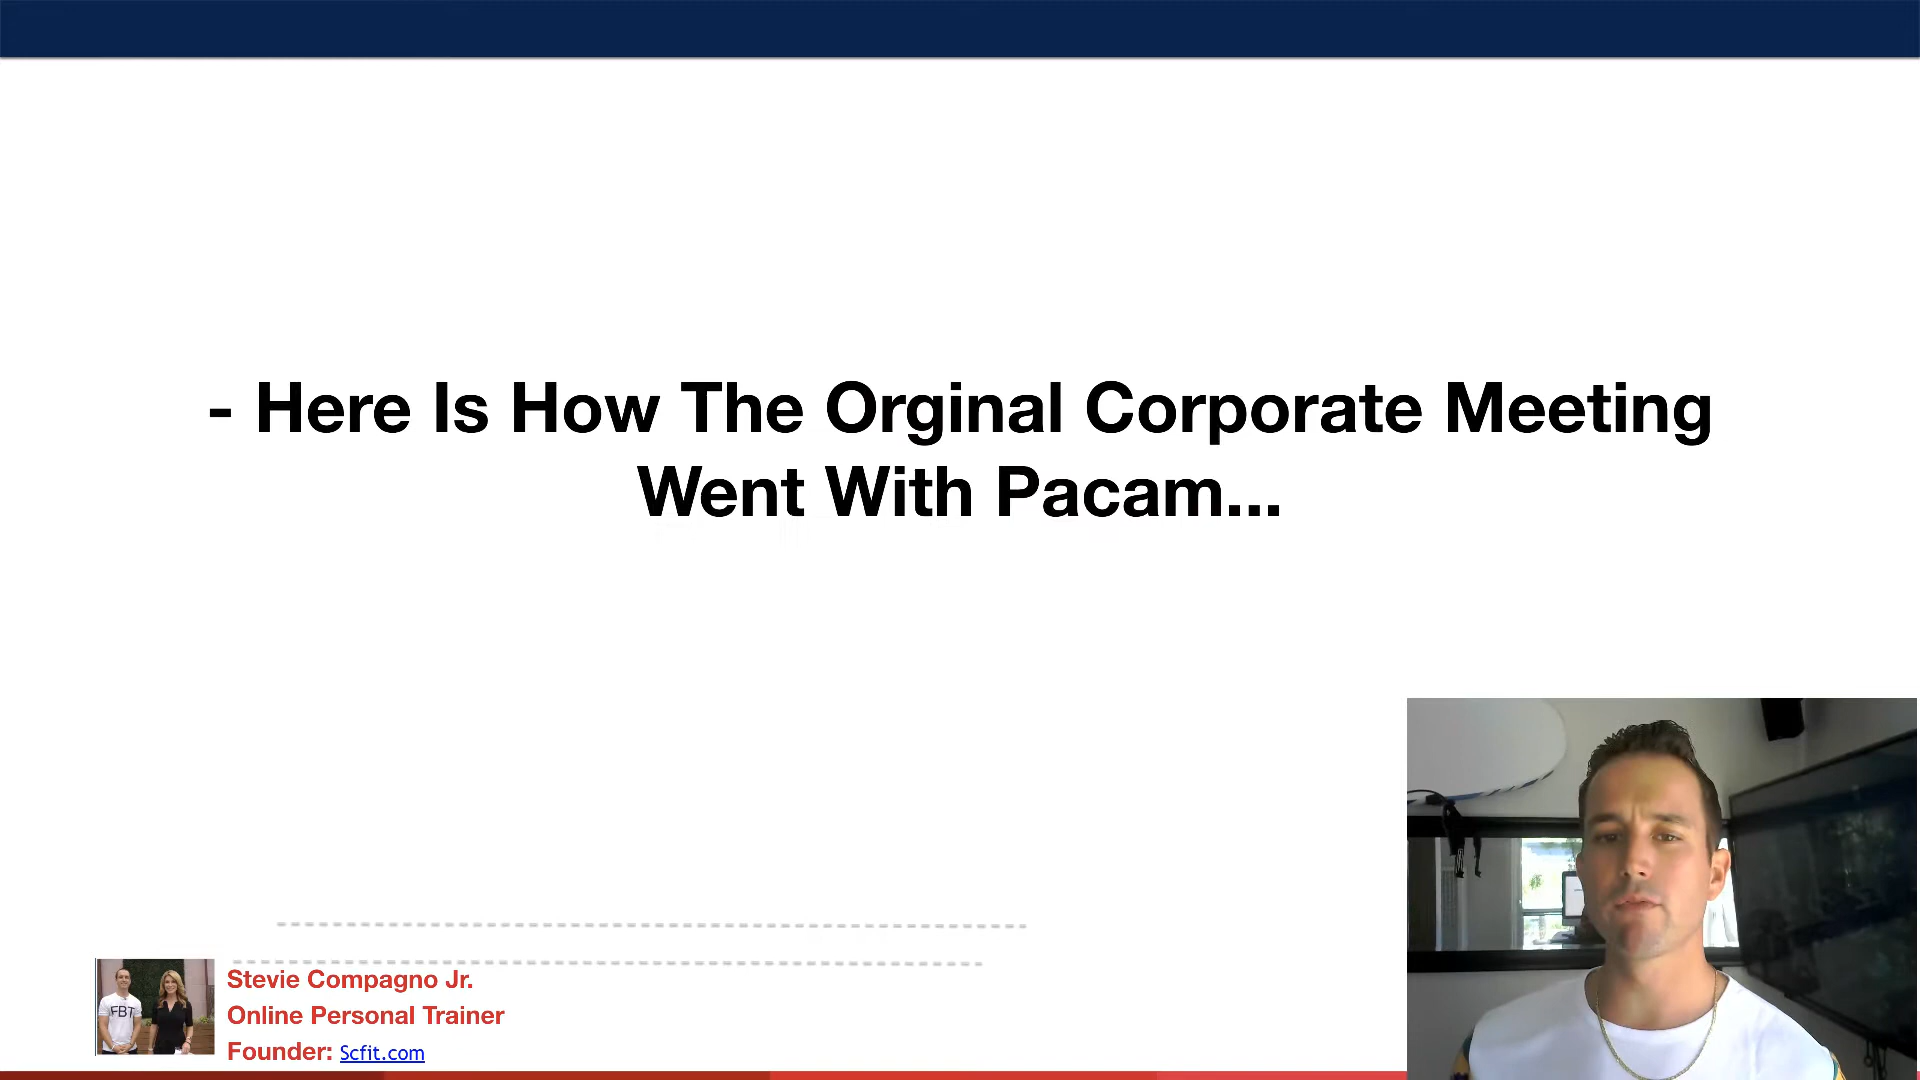 - Here Is How The Orginal Corporate Meeting
Went With Pacam...
Stevie Compagno Jr.
Online Personal Trainer
Founder: Scfit.com
FBT